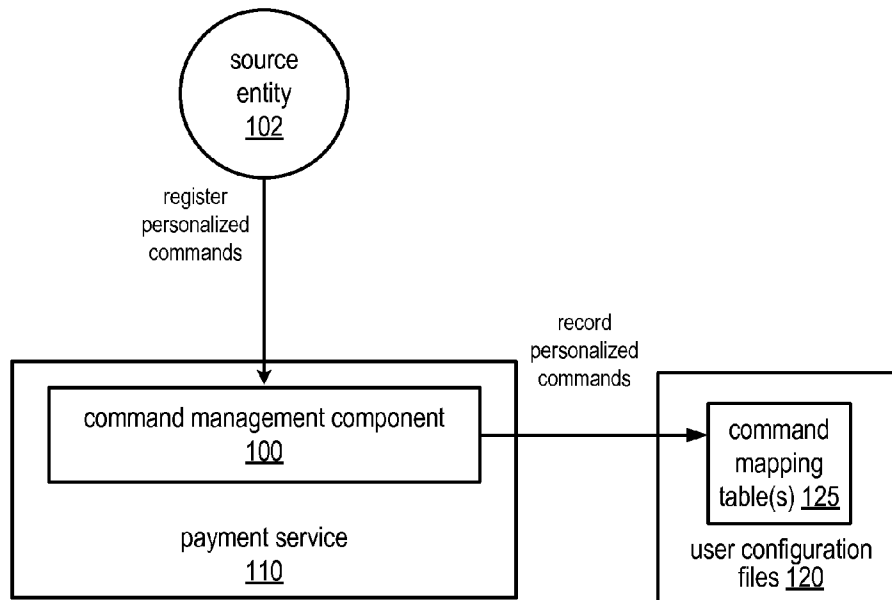 source
entity
102
register
personalized
commands
record
personalized
commands
command management component
100
payment service
110
command
mapping
table(s) 125
user configuration
files 120